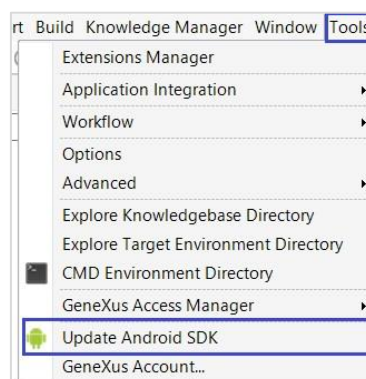 rt Build Knowledge Manager Window Tools
Extensions Manager
Application Integration
Workflow
Options
Advanced
Explore Knowledgebase Directory
Explore Target Environment Directory
CMD Environment Directory
GeneXus Access Manager
Update Android SDK
GeneXus Account...